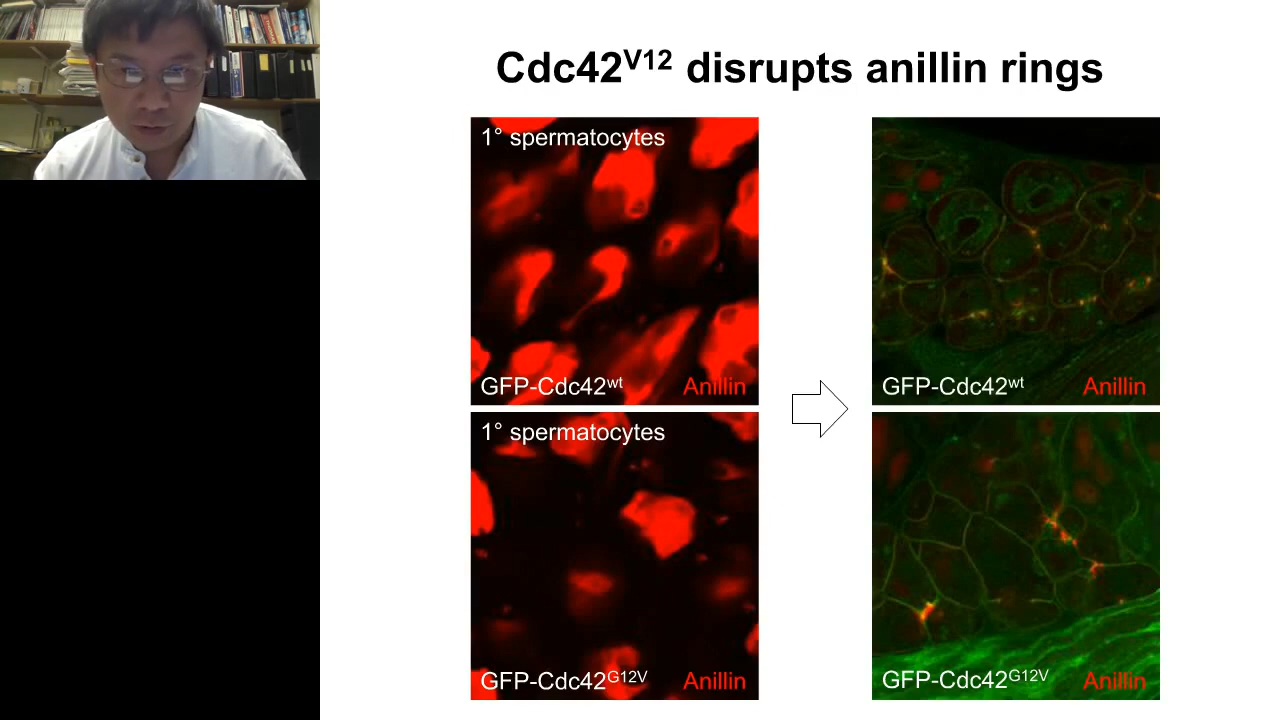 Cdc42V12 disrupts anillin rings
1° spermatocytes
GFP-Cdc42wt Anillin
GFP-Cdc42wt Anillin
1° spermatocytes
GFP-Cdc42G12V Anillin
GFP-Cdc42G12V Anillin